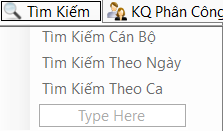 Tìm Kiếm KQ Phân Công
Tìm Kiếm Cán Bộ
Tìm Kiếm Theo Ngày
Tìm Kiếm Theo Ca
Type Here